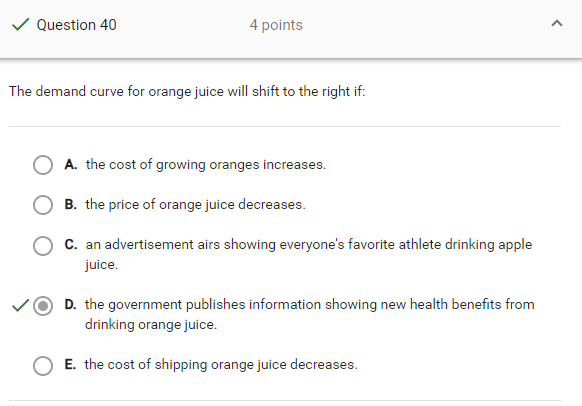 Question 40 4 points
The demand curve for orange juice will shift to the right if:
A. the cost of growing oranges increases.
B. the price of orange juice decreases.
C. an advertisement airs showing everyone's favorite athlete drinking apple
juice.
D. the government publishes information showing new health benefits from
drinking orange juice.
E. the cost of shipping orange juice decreases.